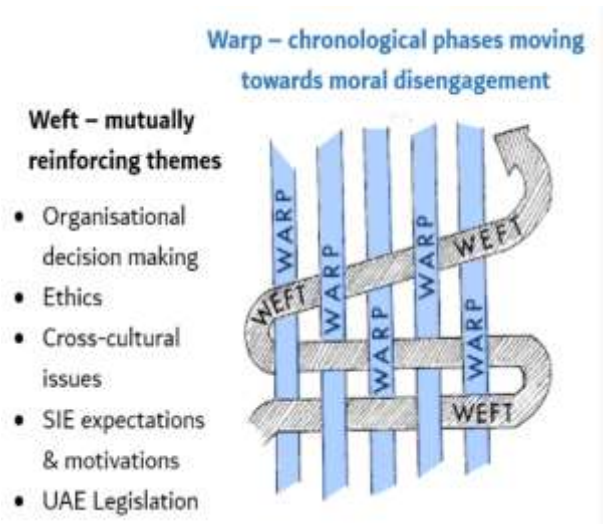 Warp – chronological phases moving
towards moral disengagement
Weft – mutually
reinforcing themes
• Organisational
decision making
• Ethics
• Cross-cultural
issues
• SIE expectations
& motivations
• UAE Legislation
WARP
WARP
WARP
WARP
WARP
WEFT
WEFT
WEFT